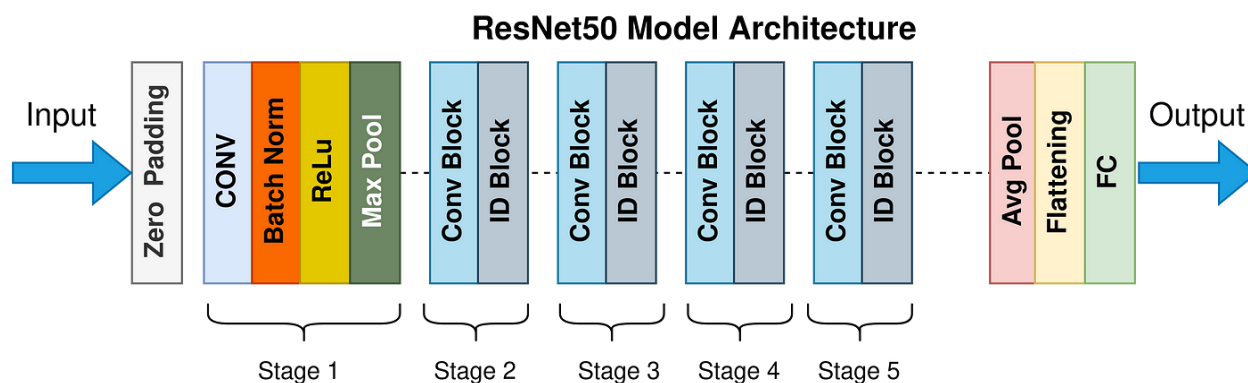 ResNet50 Model Architecture
Input
Zero Padding
CONV
Batch Norm
ReLu
Max Pool
Conv Block
ID Block
Conv Block
ID Block
Conv Block
ID Block
Conv Block
ID Block
Avg Pool
Flattening
FC
Output
Stage 1
Stage 2
Stage 3
Stage 4
Stage 5